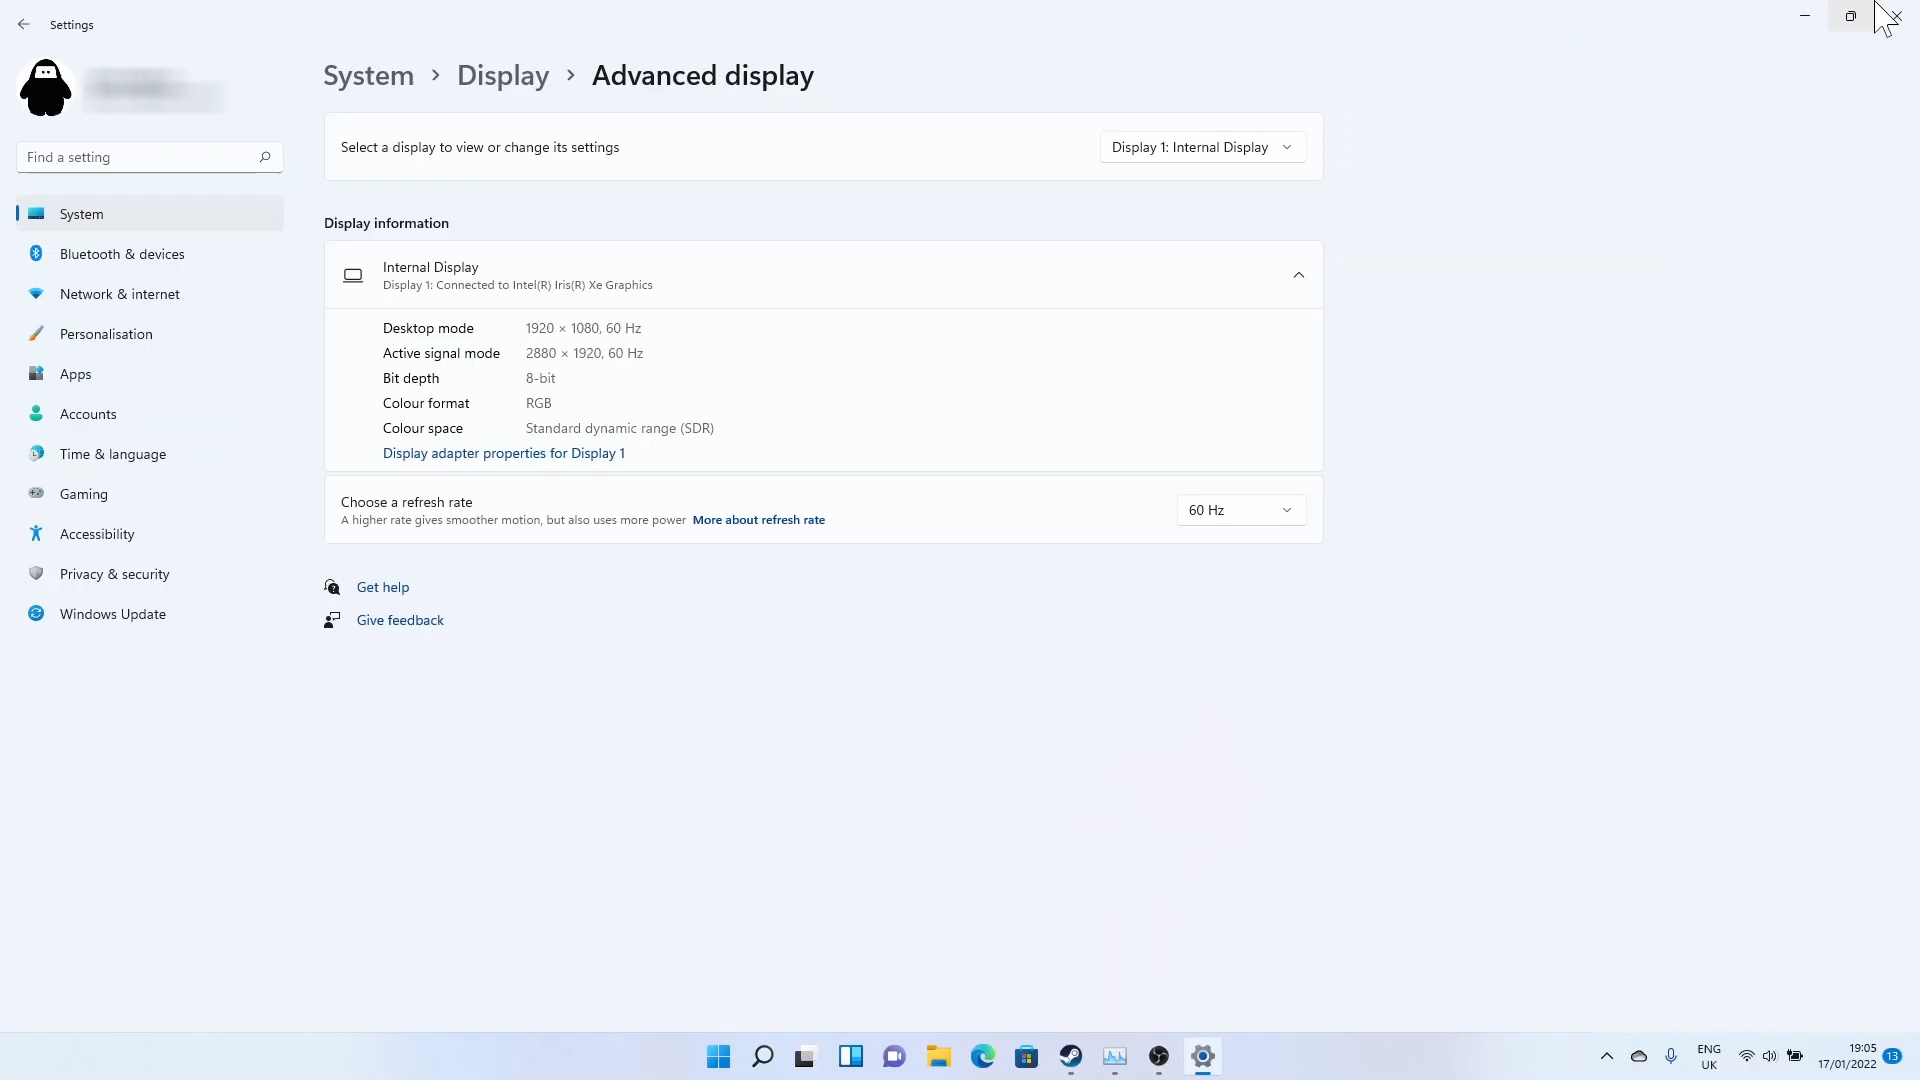 Settings
Find a setting
System
Bluetooth & devices
Network & internet
Personalisation
Apps
Accounts
Time & language
Gaming
Accessibility
Privacy & security
Windows Update
System > Display > Advanced display
Select a display to view or change its settings
Display 1: Internal Display
Display information
Internal Display
Display 1: Connected to Intel(R) Iris(R) Xe Graphics
Desktop mode 1920 × 1080, 60 Hz
Active signal mode 2880 × 1920, 60 Hz
Bit depth 8-bit
Colour format RGB
Colour space Standard dynamic range (SDR)
Display adapter properties for Display 1
Choose a refresh rate
A higher rate gives smoother motion, but also uses more power More about refresh rate
60 Hz
Get help
Give feedback
ENG
UK
19:05
17/01/2022
13